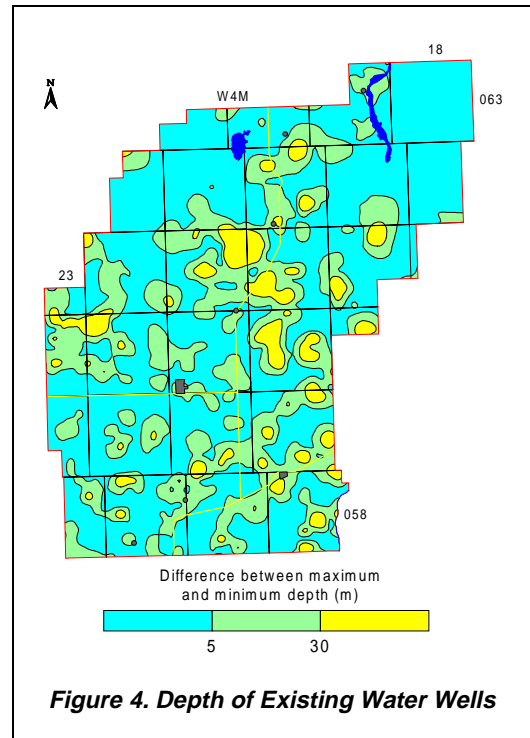 18
N
W4M
063
23
058
Difference between maximum
and minimum depth (m)
5 30
Figure 4. Depth of Existing Water Wells